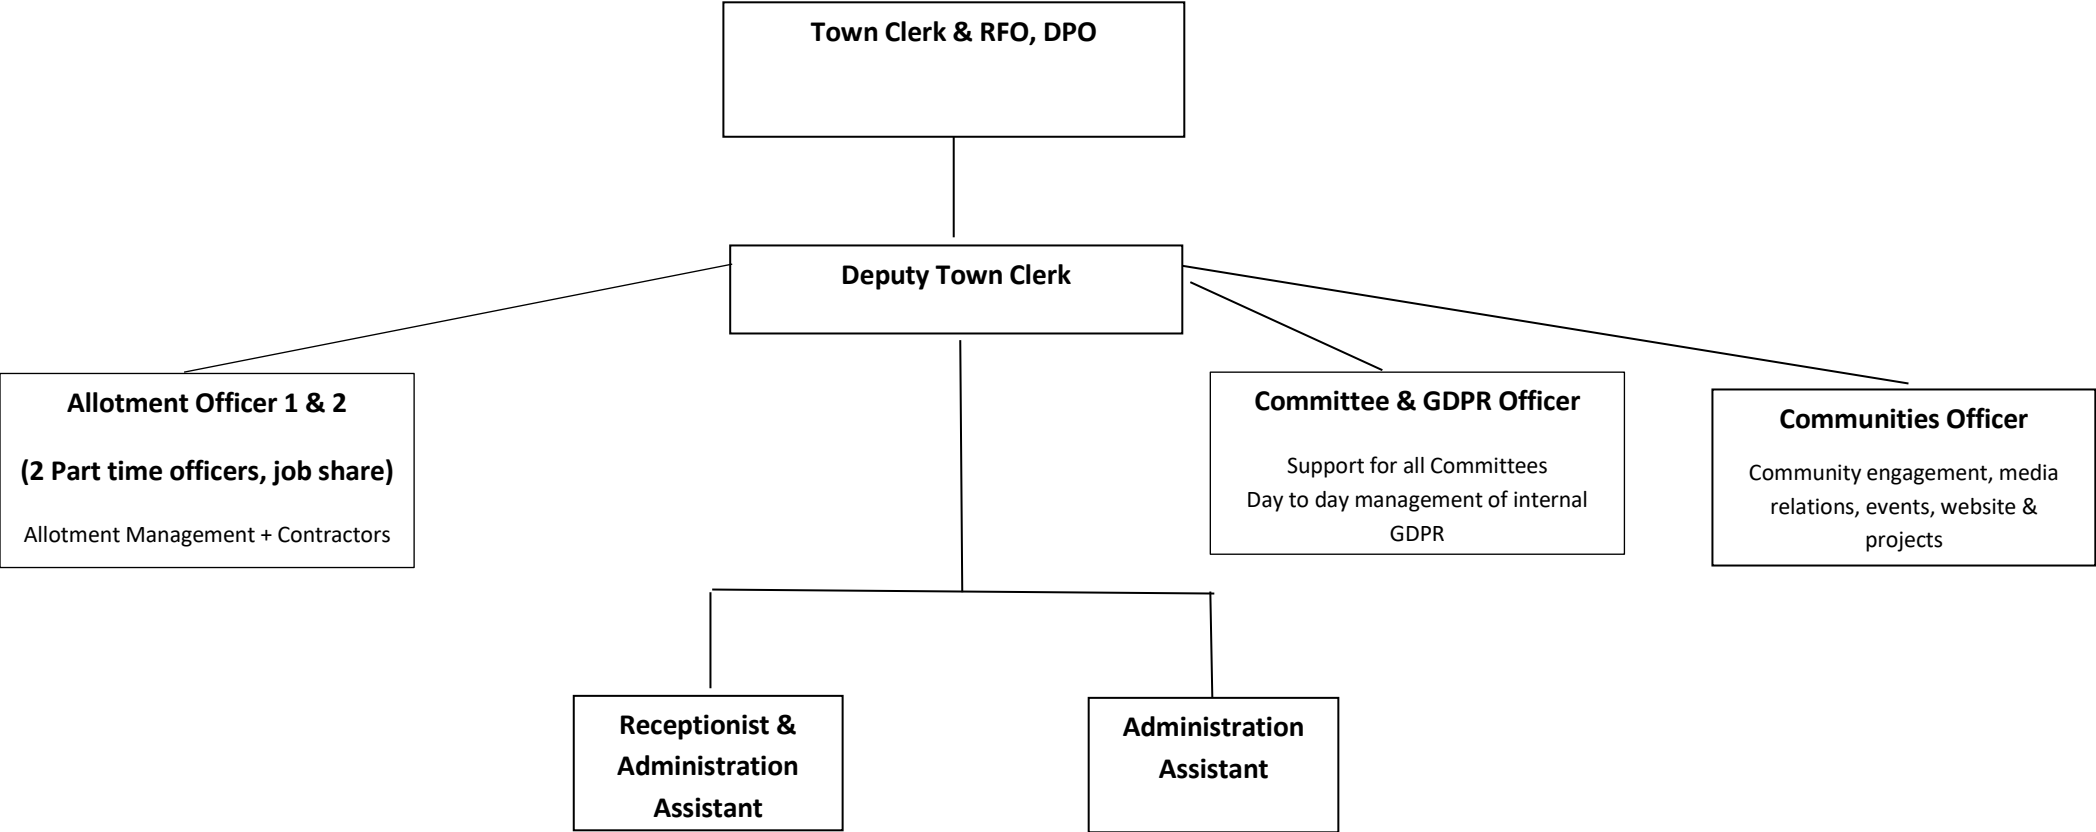 Town Clerk & RFO, DPO
Deputy Town Clerk
Allotment Officer 1 & 2
(2 Part time officers, job share)
Allotment Management + Contractors
Committee & GDPR Officer
Support for all Committees
Day to day management of internal
GDPR
Communities Officer
Community engagement, media
relations, events, website &
projects
Receptionist &
Administration
Assistant
Administration
Assistant